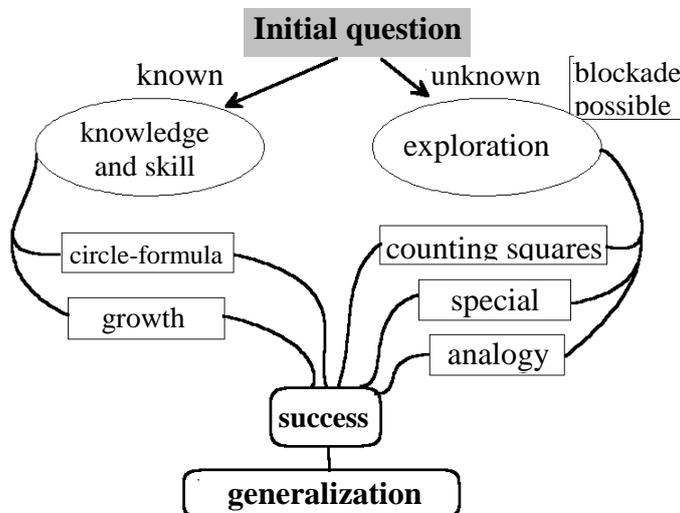 Initial question
known
unknown
blockade
possible
knowledge
and skill
exploration
circle-formula
counting squares
growth
special
analogy
success
generalization